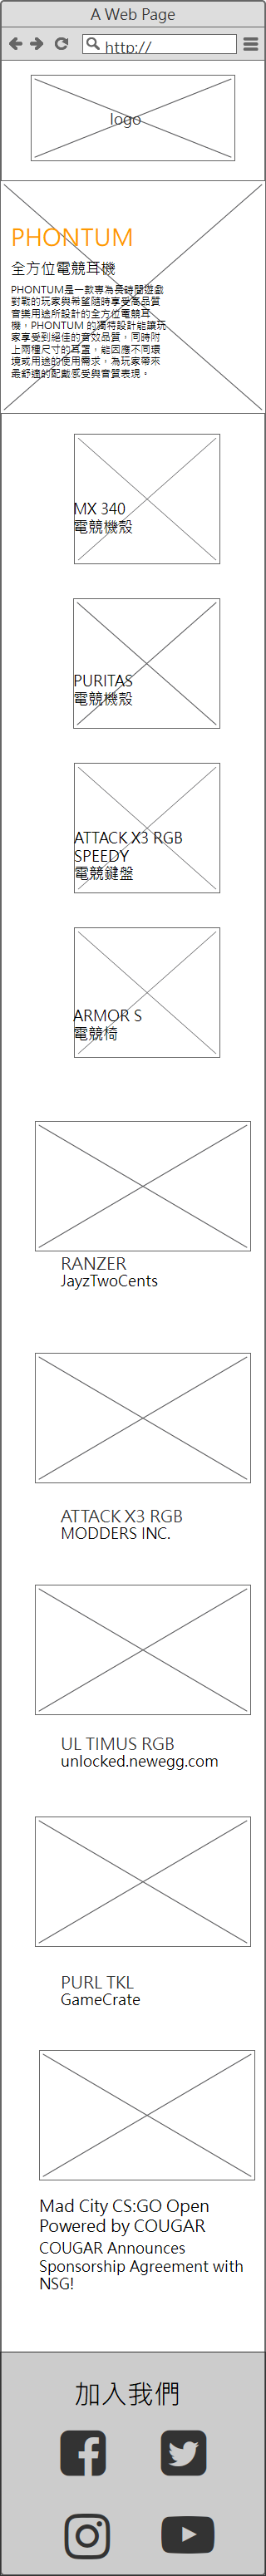 A Web Page
http://
logo
PHONTUM
全方位電競耳機
PHONTUM是一款專為長時間遊戲
對戰的玩家與希望隨時享受高品質
音樂用途所設計的全方位電競耳
機，PHONTUM 的獨特設計能讓玩
家享受到絕佳的音效品質，同時附
上兩種尺寸的耳罩，能因應不同環
境或用途的使用需求，為玩家帶來
最舒適的配戴感受與音質表現。
MX 340
電競機殼
PURITAS
電競機殼
ATTACK X3 RGB
SPEEDY
電競鍵盤
ARMOR S
電競椅
RANZER
JayzTwoCents
ATTACK X3 RGB
MODDERS INC.
UL TIMUS RGB
unlocked.newegg.com
PURL TKL
GameCrate
Mad City CS:GO Open
Powered by COUGAR
COUGAR Announces
Sponsorship Agreement with
NSG!
加入我們